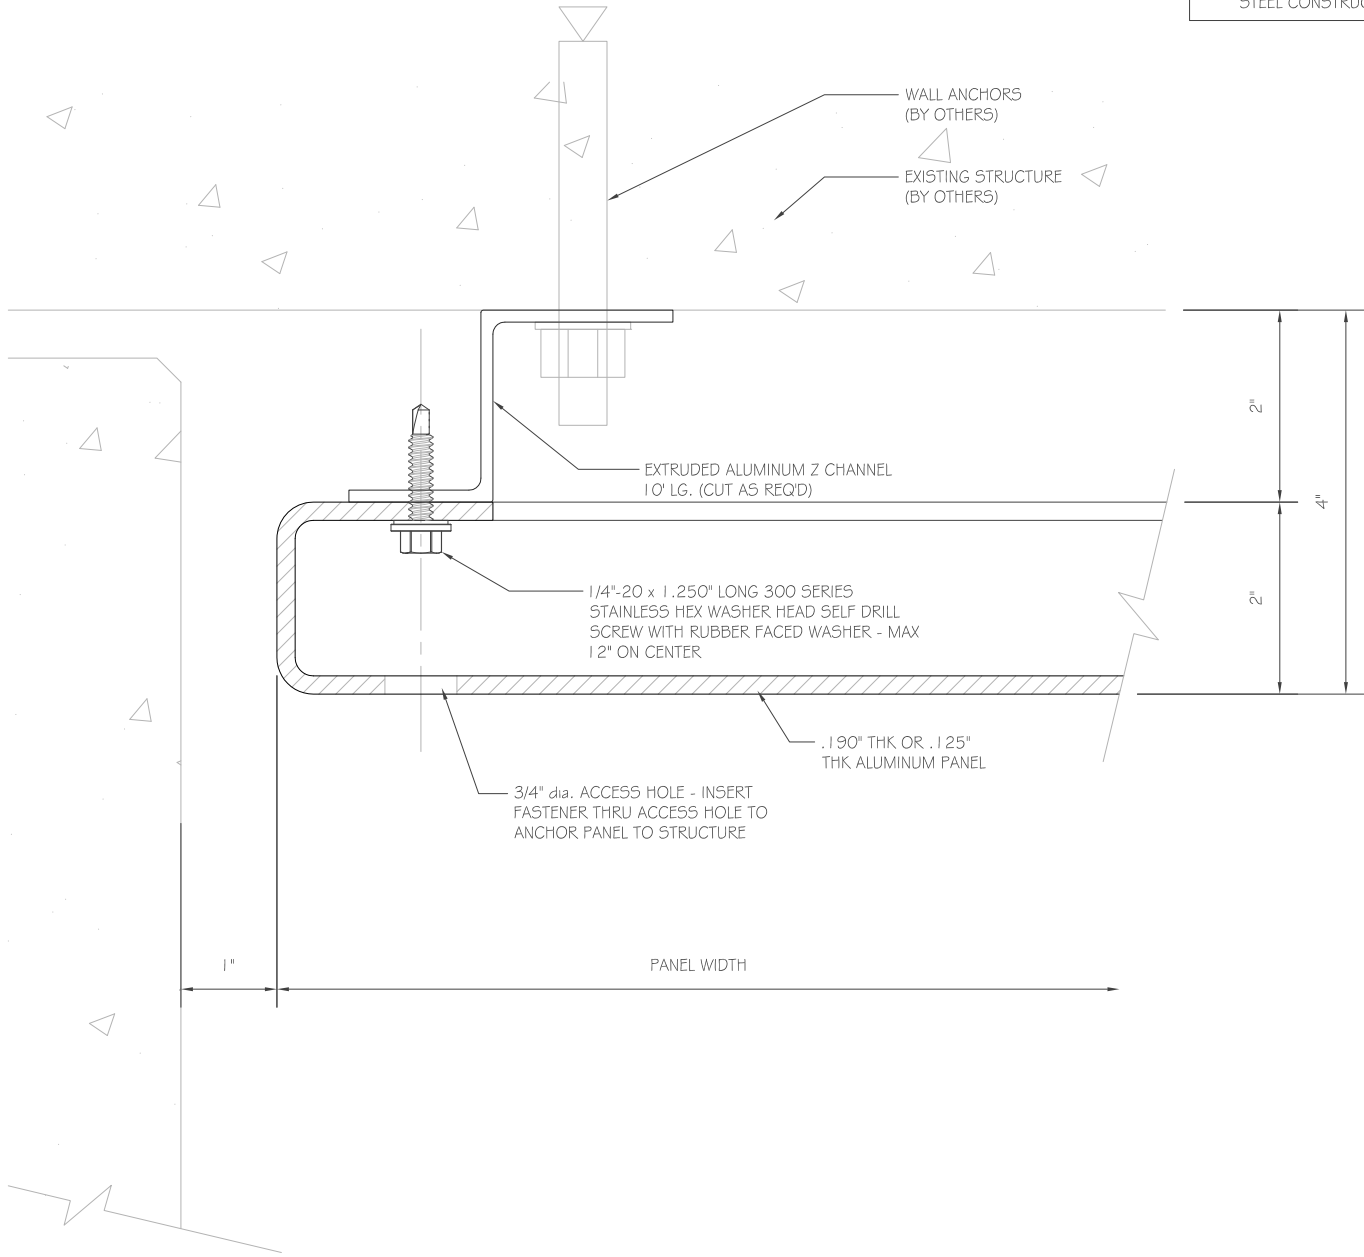 WALL ANCHORS
(BY OTHERS)
EXISTING STRUCTURE
(BY OTHERS)
2"
4"
EXTRUDED ALUMINUM Z CHANNEL
10' LG. (CUT AS REQ'D)
1/4"-20 x 1.250" LONG 300 SERIES
STAINLESS HEX WASHER HEAD SELF DRILL
SCREW WITH RUBBER FACED WASHER - MAX
12" ON CENTER
2"
.190" THK OR .125"
THK ALUMINUM PANEL
3/4" dia. ACCESS HOLE - INSERT
FASTENER THRU ACCESS HOLE TO
ANCHOR PANEL TO STRUCTURE
1"
PANEL WIDTH